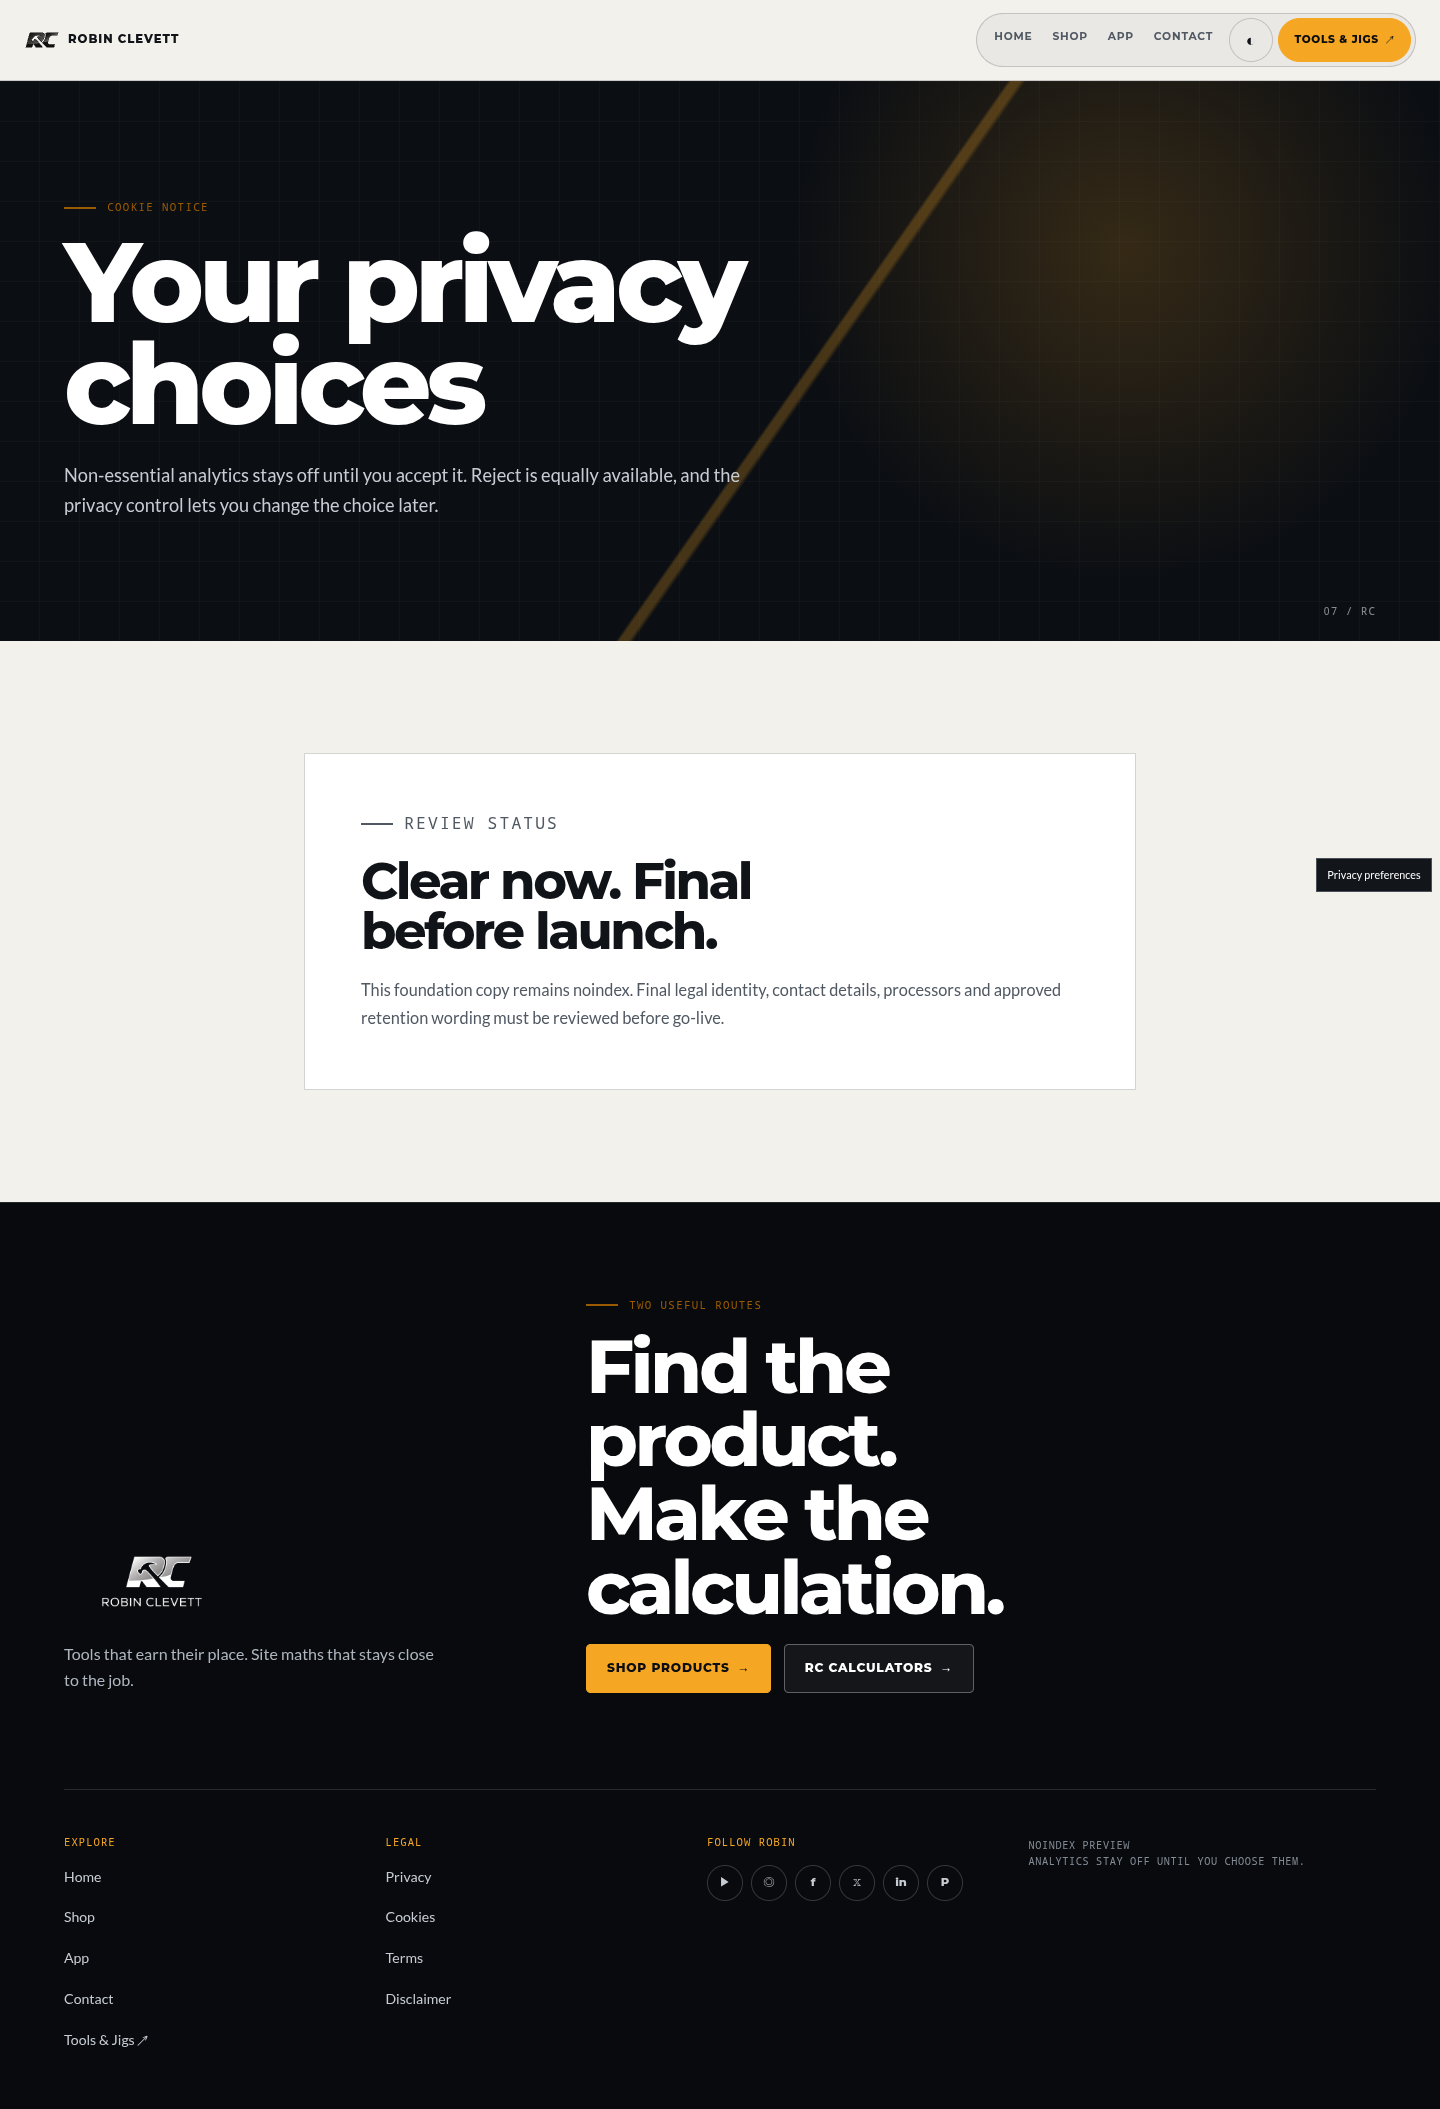 RC ROBIN CLEVETT
HOME SHOP APP CONTACT TOOLS & JIGS ↗
COOKIE NOTICE
Your privacy
choices
Non-essential analytics stays off until you accept it. Reject is equally available, and the
privacy control lets you change the choice later.
07 / RC
REVIEW STATUS
Clear now. Final
before launch.
This foundation copy remains noindex. Final legal identity, contact details, processors and approved
retention wording must be reviewed before go-live.
Privacy preferences
TWO USEFUL ROUTES
Find the
product.
Make the
calculation.
RC
ROBIN CLEVETT
Tools that earn their place. Site maths that stays close
to the job.
SHOP PRODUCTS →
RC CALCULATORS →
EXPLORE
Home
Shop
App
Contact
Tools & Jigs ↗
LEGAL
Privacy
Cookies
Terms
Disclaimer
FOLLOW ROBIN
f X in P
NOINDEX PREVIEW
ANALYTICS STAY OFF UNTIL YOU CHOOSE THEM.